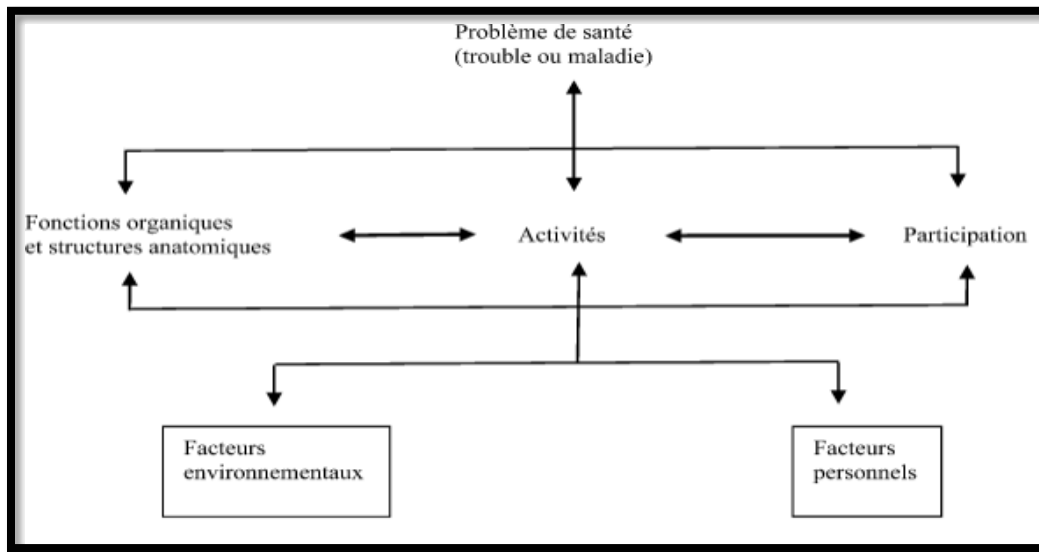 Problème de santé
(trouble ou maladie)
Fonctions organiques
et structures anatomiques
Activités
Participation
Facteurs
environnementaux
Facteurs
personnels